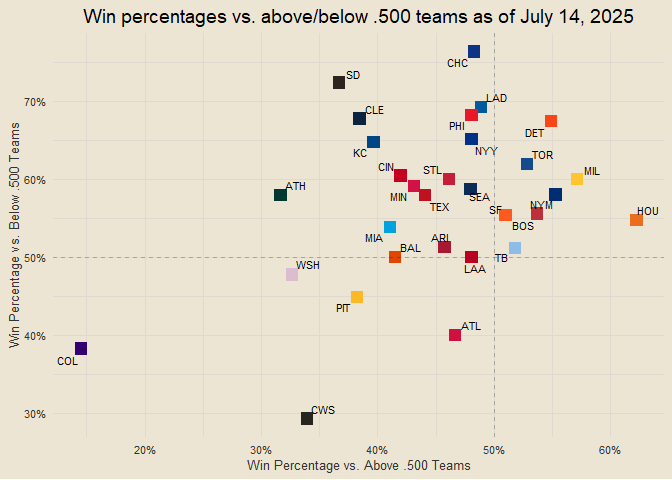 Win percentages vs. above/below .500 teams as of July 14, 2025
CHC
SD
LAD
CLE
PHI
DET
KC
NYY
TOR
CIN
STL
MIL
ATH
MIN
SEA
TEX
SF
NYM
BOS
HOU
MIA
BAL
ARI
TB
WSH
LAA
PIT
ATL
COL
CWS
70%
60%
50%
40%
30%
Win Percentage vs. Below .500 Teams
20%
30%
40%
50%
60%
Win Percentage vs. Above .500 Teams